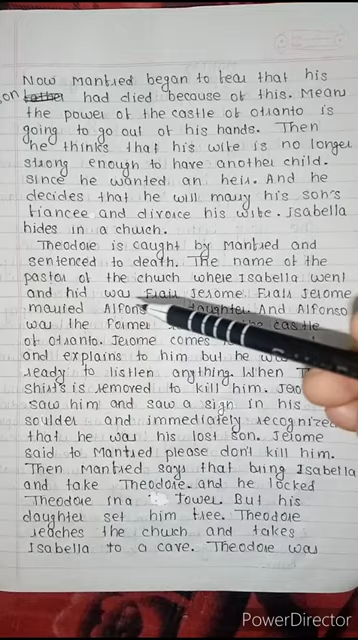 Now Manfred began to fear that his
son father had died because of this. Mean
the power of the castle of otranto is
going to go out of his hands. Then
he thinks that his wife is no longer
strong enough to have another child.
Since he wanted an heir. And he
decides that he will marry his son's
fiancee and divorce his wife. Isabella
hides in a church.
Theodore is caught by Manfred and
sentenced to death. The name of the
pastor of the church where Isabella went
and hid was Friar Jerome. Friar Jerome
married Alfons daughter. And Alfonso
was the former castle
of otranto. Jerome comes
and explains to him but he
ready to listlen anything. When
shirts is removed to kill him.
saw him and saw a sign in his
soulder and immediately recognized
that he was his lost son. Jerome
said to Manfred please don't kill him.
Then Manfred says that bring Isabella
and take Theodore. and he locked
Theodore in a Tower. But his
daughter set him free. Theodore
reaches the church and takes
Isabella to a cave. Theodore was
PowerDirector